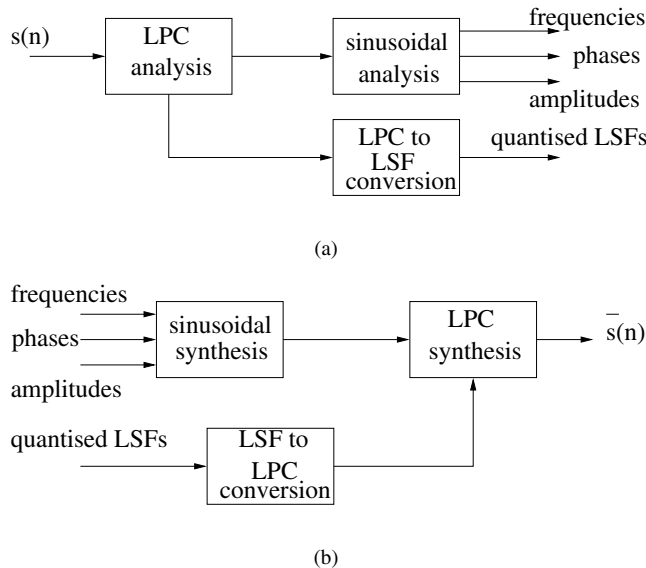 s(n)
LPC
analysis
sinusoidal
analysis
frequencies
phases
amplitudes
LPC to
LSF
conversion
quantised LSFs
(a)
frequencies
phases
amplitudes
sinusoidal
synthesis
LPC
synthesis
s̅(n)
quantised LSFs
LSF to
LPC
conversion
(b)